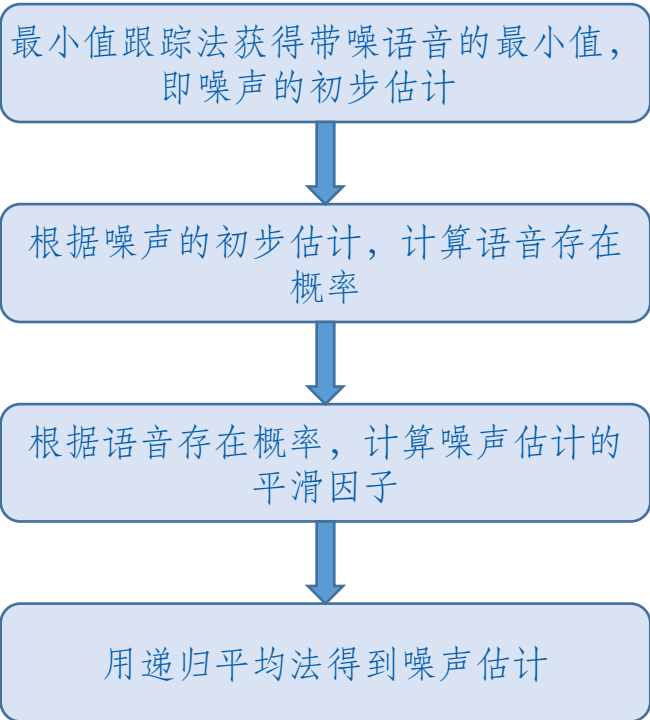 最小值跟踪法获得带噪语音的最小值，
即噪声的初步估计
根据噪声的初步估计，计算语音存在
概率
根据语音存在概率，计算噪声估计的
平滑因子
用递归平均法得到噪声估计